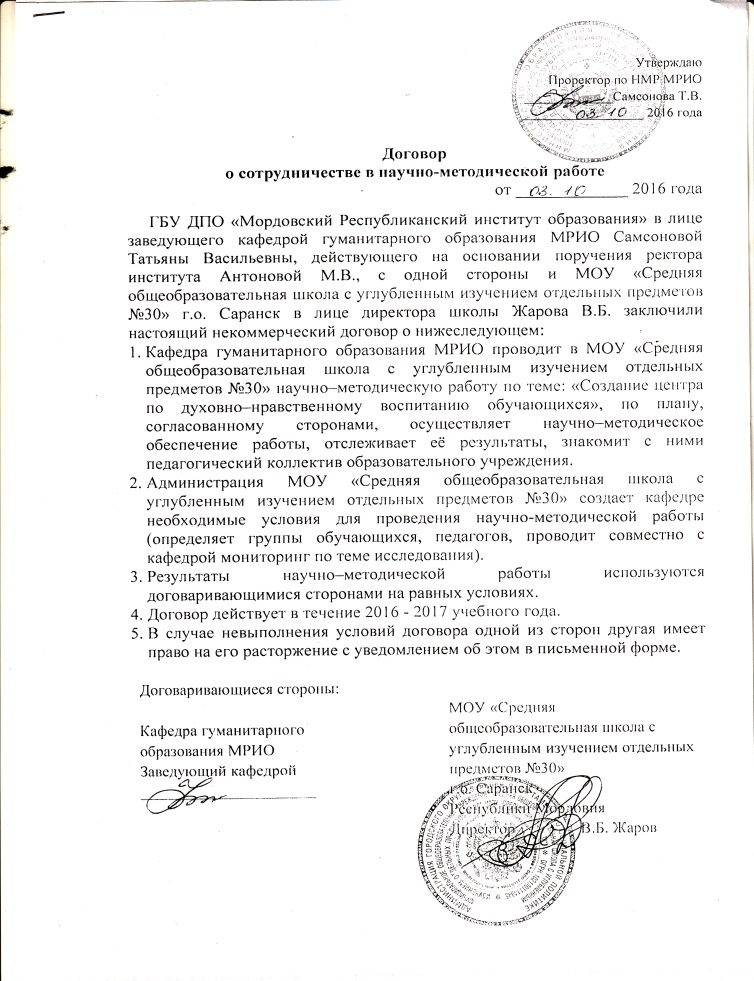 Утверждаю
Проректор по НМР МРИО
Самсонова Т.В.
03.10 2016 года
Договор
о сотрудничестве в научно-методической работе
от 03.10 2016 года
ГБУ ДПО «Мордовский Республиканский институт образования» в лице
заведующего кафедрой гуманитарного образования МРИО Самсоновой
Татьяны Васильевны, действующего на основании поручения ректора
института Антоновой М.В., с одной стороны и МОУ «Средняя
общеобразовательная школа с углубленным изучением отдельных предметов
№30» г.о. Саранск в лице директора школы Жарова В.Б. заключили
настоящий некоммерческий договор о нижеследующем:
1. Кафедра гуманитарного образования МРИО проводит в МОУ «Средняя
общеобразовательная школа с углубленным изучением отдельных
предметов №30» научно–методическую работу по теме: «Создание центра
по духовно–нравственному воспитанию обучающихся», по плану,
согласованному сторонами, осуществляет научно–методическое
обеспечение работы, отслеживает её результаты, знакомит с ними
педагогический коллектив образовательного учреждения.
2. Администрация МОУ «Средняя общеобразовательная школа с
углубленным изучением отдельных предметов №30» создает кафедре
необходимые условия для проведения научно-методической работы
(определяет группы обучающихся, педагогов, проводит совместно с
кафедрой мониторинг по теме исследования).
3. Результаты научно–методической работы используются
договаривающимися сторонами на равных условиях.
4. Договор действует в течение 2016 - 2017 учебного года.
5. В случае невыполнения условий договора одной из сторон другая имеет
право на его расторжение с уведомлением об этом в письменной форме.
Договаривающиеся стороны:
Кафедра гуманитарного
образования МРИО
Заведующий кафедрой
МОУ «Средняя
общеобразовательная школа с
углубленным изучением отдельных
предметов №30»
г.о. Саранск
Республики Мордовия
Директор В.Б. Жаров